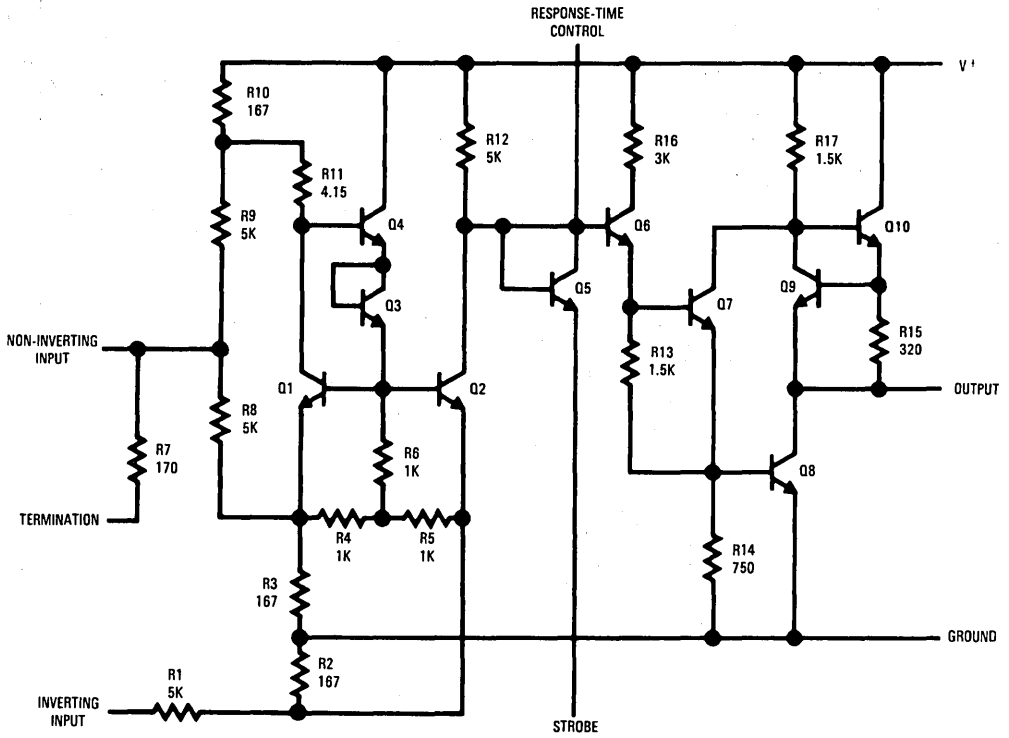 RESPONSE-TIME
CONTROL
V+
R10
167
R12
5K
R16
3K
R17
1.5K
R11
4.15
R9
5K
Q4
Q6
Q10
Q3
Q5
Q7
Q9
NON-INVERTING
INPUT
R13
1.5K
R15
320
Q1
Q2
OUTPUT
R8
5K
R7
170
R6
1K
Q8
TERMINATION
R4
1K
R5
1K
R14
750
R3
167
GROUND
R2
167
R1
5K
INVERTING
INPUT
STROBE